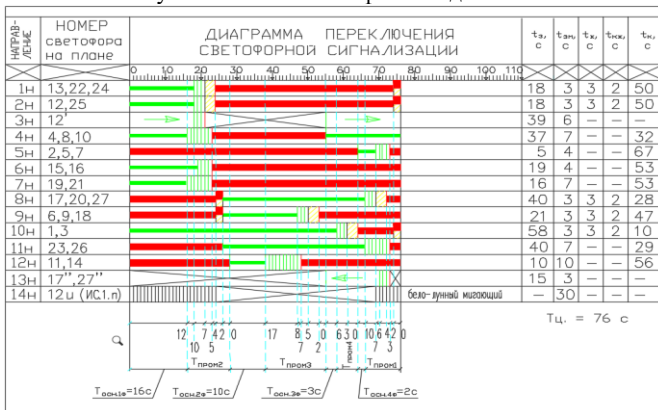 НАПРАВ-ЛЕНИЕ НОМЕР светофора на плане ДИАГРАММА ПЕРЕКЛЮЧЕНИЯ СВЕТОФОРНОЙ СИГНАЛИЗАЦИИ tз, с tзм, с tж, с tкж, с tк, с
0 10 20 30 40 50 60 70 80 90 100 110
1н 13,22,24 18 3 3 2 50
2н 12,25 18 3 3 2 50
3н 12' 39 6 – – –
4н 4,8,10 37 7 – – 32
5н 2,5,7 5 4 – – 67
6н 15,16 19 4 – – 53
7н 19,21 16 7 – – 53
8н 17,20,27 40 3 3 2 28
9н 6,9,18 21 3 3 2 47
10н 1,3 58 3 3 2 10
11н 23,26 40 7 – – 29
12н 11,14 10 10 – – 56
13н 17'',27'' 15 3 – – –
14н 12и (ИС.1.л) бело-лунный мигающий – 30 – – –
Tц. = 76 с
12 7 4 2 0 17 8 5 0 6 3 0 10 6 4 2 0
10 5 7 2 7 3
Тпром2 Тпром3 Тпром4 Тпром1
Тосн.1ф=16с Тосн.2ф=10с Тосн.3ф=3с Тосн.4ф=2с